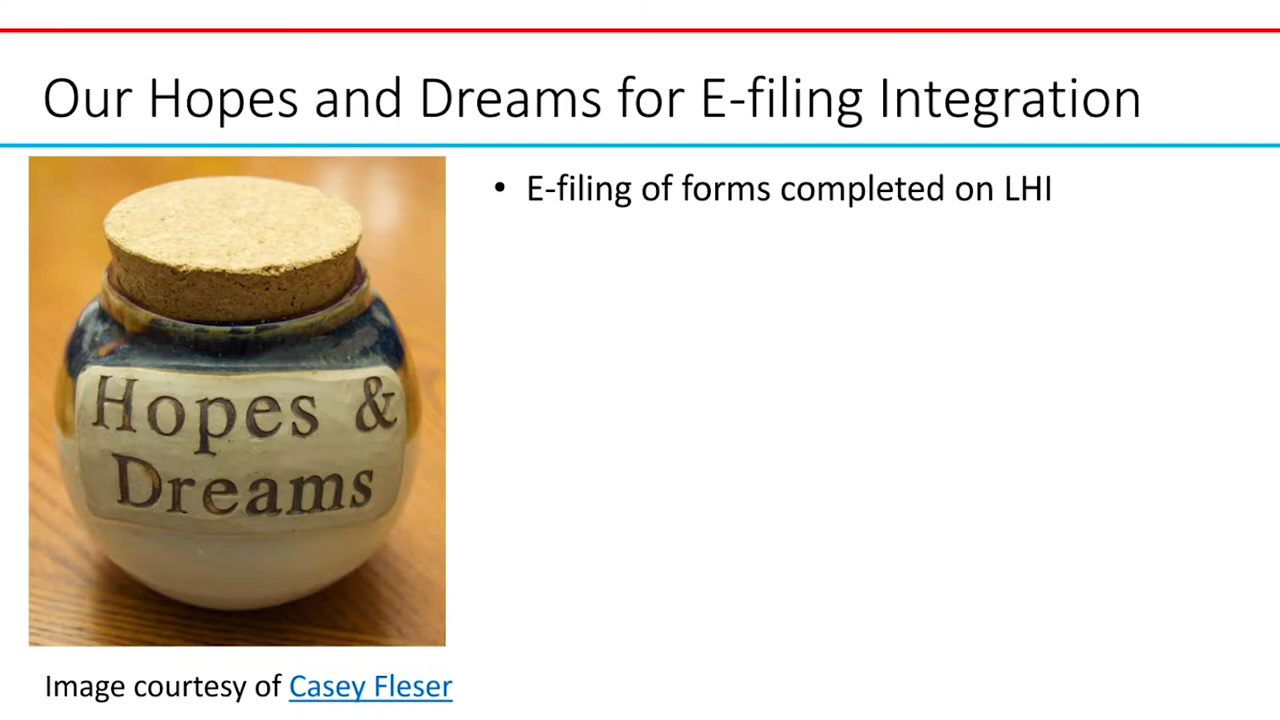 Our Hopes and Dreams for E-filing Integration
• E-filing of forms completed on LHI
Hopes &
Dreams
Image courtesy of Casey Fleser